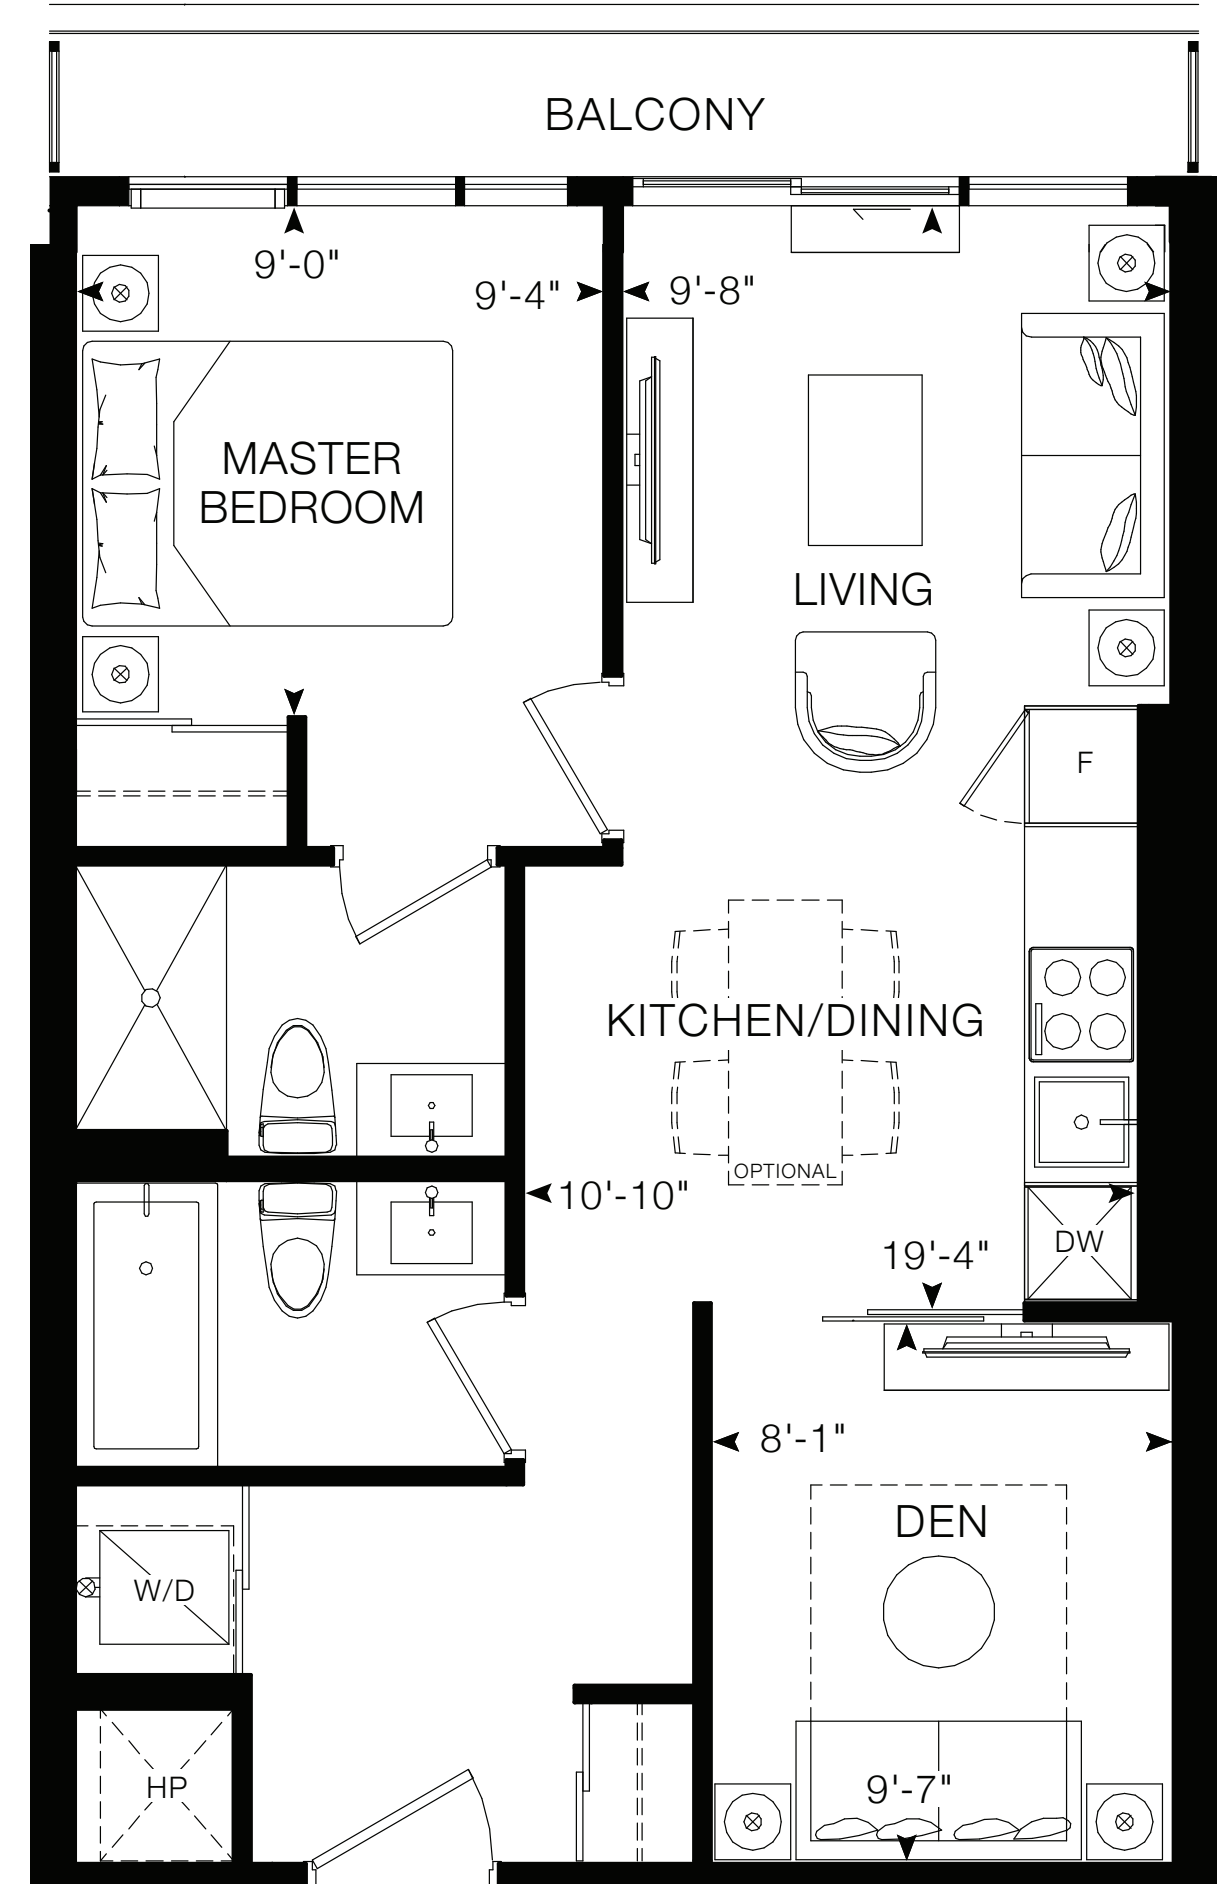 BALCONY
9'-0"
9'-4"
9'-8"
MASTER
BEDROOM
LIVING
F
KITCHEN/DINING
OPTIONAL
10'-10"
DW
19'-4"
8'-1"
DEN
W/D
HP
9'-7"